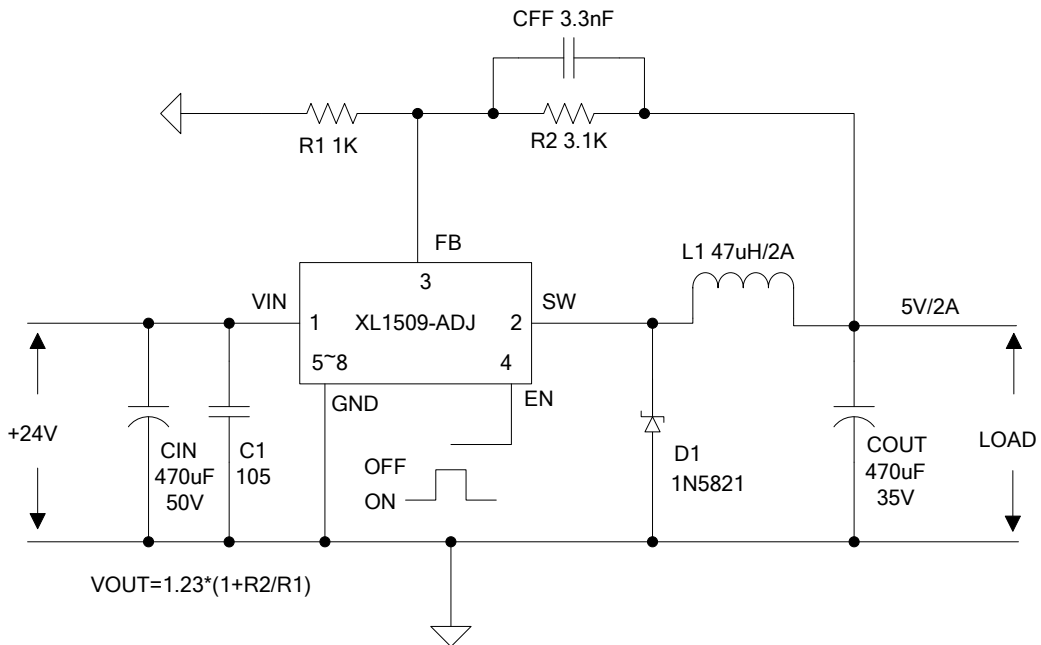 CFF 3.3nF
R1 1K
R2 3.1K
FB
L1 47uH/2A
3
VIN
SW
5V/2A
1
XL1509-ADJ
2
5~8
4
GND
EN
+24V
CIN
470uF
50V
C1
105
OFF
ON
D1
1N5821
COUT
470uF
35V
LOAD
VOUT=1.23*(1+R2/R1)